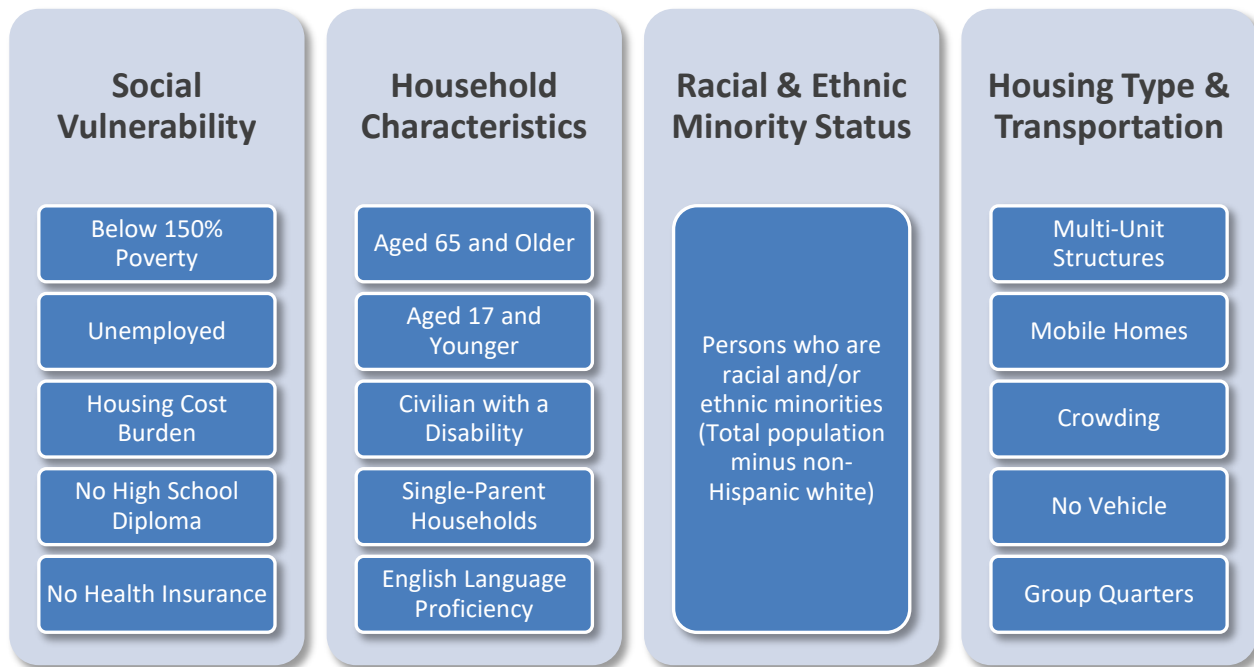 Social
Vulnerability
Below 150%
Poverty
Unemployed
Housing Cost
Burden
No High School
Diploma
No Health Insurance
Household
Characteristics
Aged 65 and Older
Aged 17 and
Younger
Civilian with a
Disability
Single-Parent
Households
English Language
Proficiency
Racial & Ethnic
Minority Status
Persons who are
racial and/or
ethnic minorities
(Total population
minus non-
Hispanic white)
Housing Type &
Transportation
Multi-Unit
Structures
Mobile Homes
Crowding
No Vehicle
Group Quarters